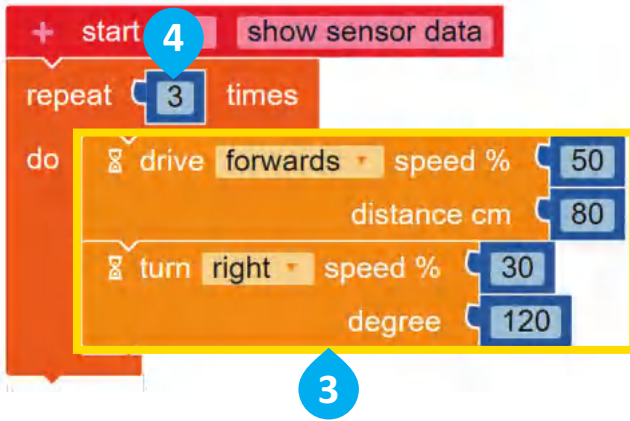 + start show sensor data
4
repeat 3 times
do drive forwards speed % 50
distance cm 80
turn right speed % 30
degree 120
3